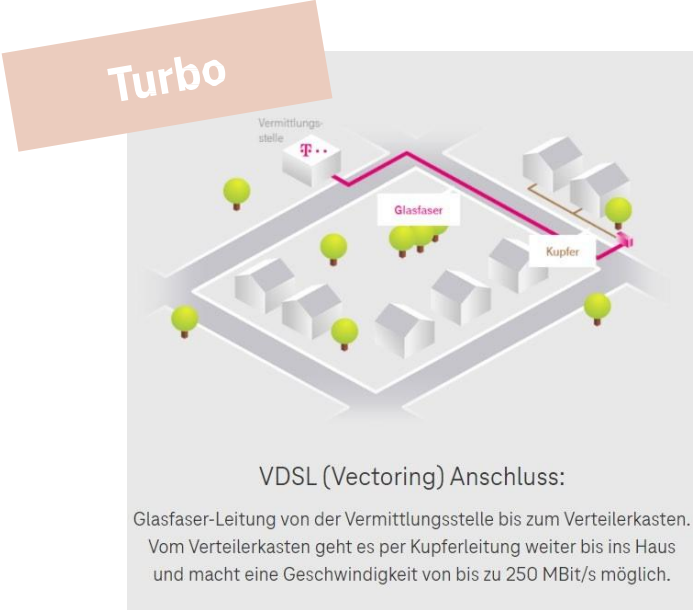 Turbo
Vermittlungs-
stelle
T··
Glasfaser
Kupfer
VDSL (Vectoring) Anschluss:
Glasfaser-Leitung von der Vermittlungsstelle bis zum Verteilerkasten.
Vom Verteilerkasten geht es per Kupferleitung weiter bis ins Haus
und macht eine Geschwindigkeit von bis zu 250 MBit/s möglich.